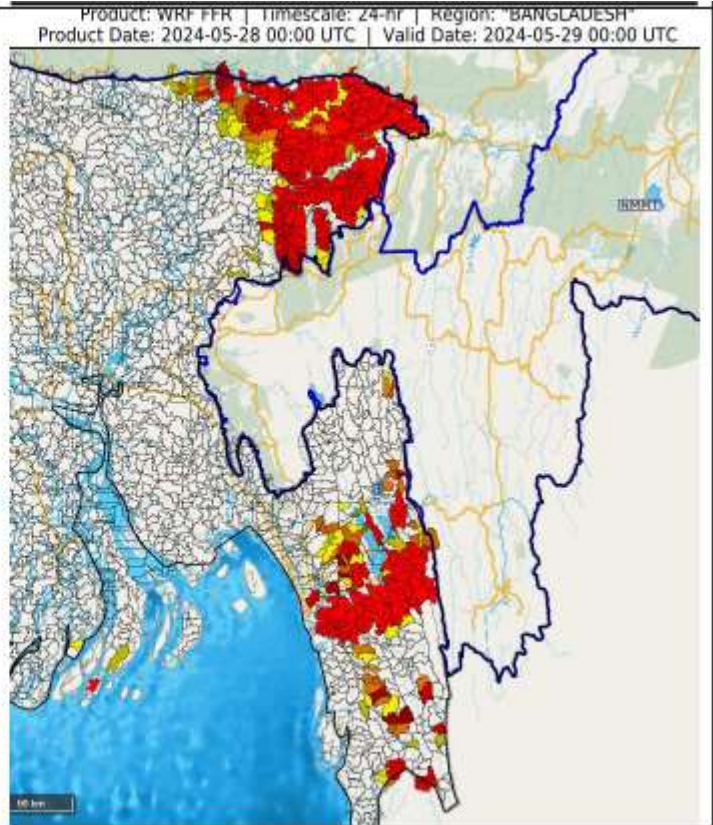 Product: WRF FFR | Timescale: 24-hr | Region: "BANGLADESH"
Product Date: 2024-05-28 00:00 UTC | Valid Date: 2024-05-29 00:00 UTC